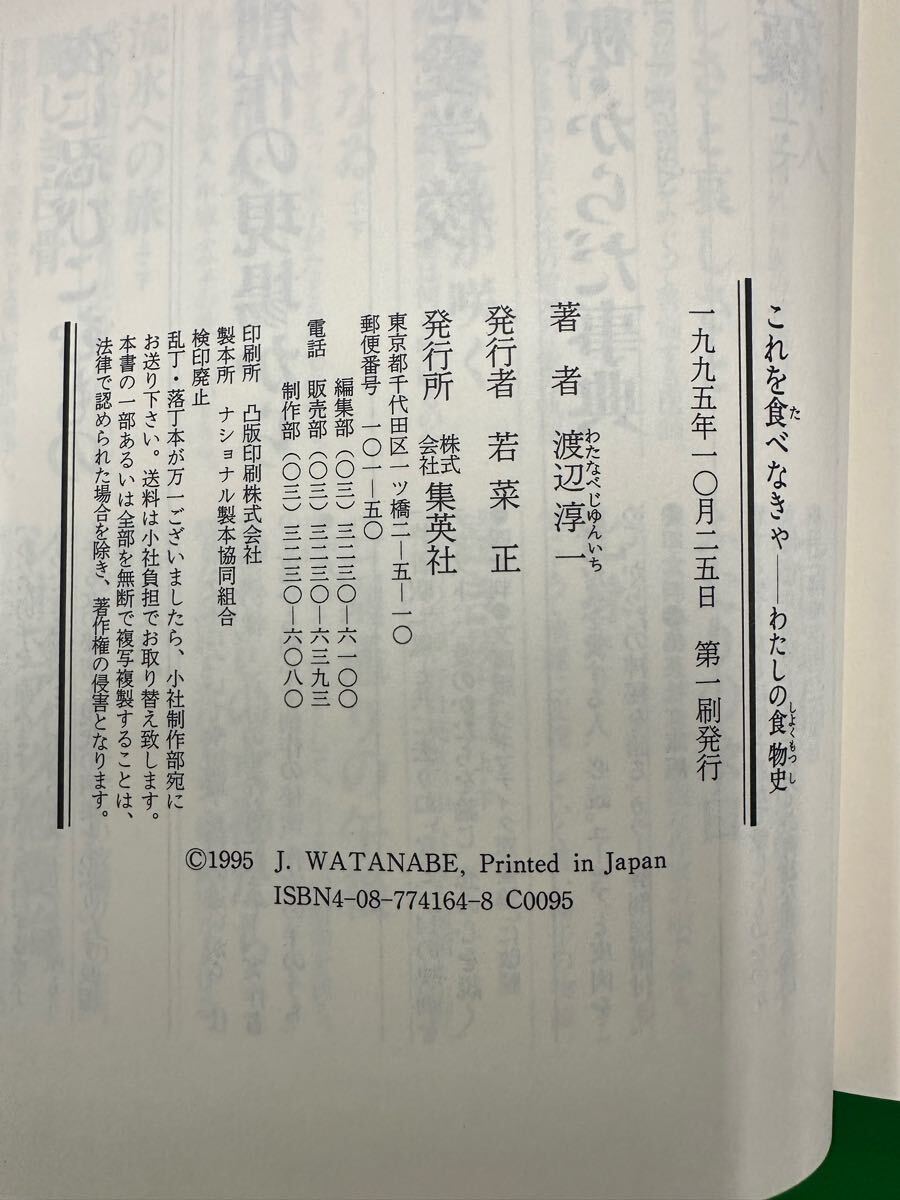 これを食べなきゃ――わたしの食物史
一九九五年一〇月二五日　第一刷発行
著　者　渡辺淳一
発行者　若菜　正
発行所　株式会社　集英社
東京都千代田区一ツ橋二―五―一〇
郵便番号　一〇一―五〇
編集部（〇三）三二三〇―六一〇〇
電話　販売部（〇三）三二三〇―六三九三
制作部（〇三）三二三〇―六〇八〇
印刷所　凸版印刷株式会社
製本所　ナショナル製本協同組合
検印廃止
乱丁・落丁本が万一ございましたら、小社制作部宛に
お送り下さい。送料は小社負担でお取り替え致します。
本書の一部あるいは全部を無断で複写複製することは、
法律で認められた場合を除き、著作権の侵害となります。
©1995 J. WATANABE, Printed in Japan
ISBN4-08-774164-8 C0095